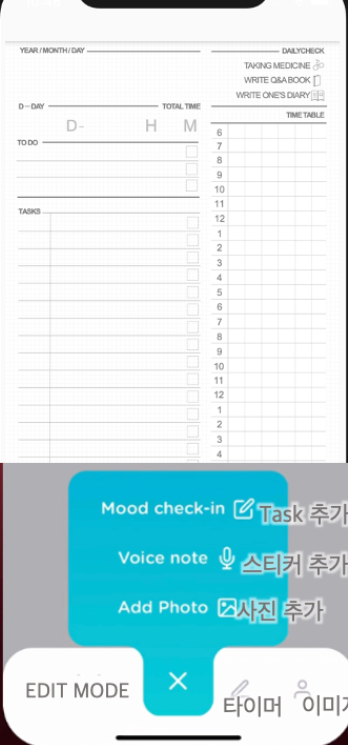 YEAR / MONTH / DAY
DAILYCHECK
TAKING MEDICINE
WRITE Q&A BOOK
WRITE ONE'S DIARY
D-DAY
TOTAL TIME
D-
H
M
TIME TABLE
TO DO
TASKS
6
7
8
9
10
11
12
1
2
3
4
5
6
7
8
9
10
11
12
1
2
3
4
Mood check-in Task 추가
Voice note 스티커 추가
Add Photo 사진 추가
EDIT MODE
타이머